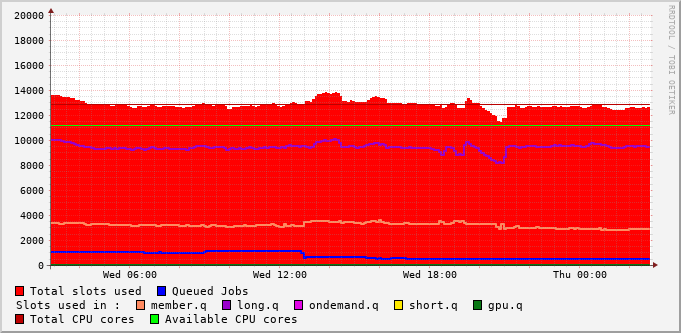 20000
18000
16000
14000
12000
10000
8000
6000
4000
2000
0
Wed 06:00 Wed 12:00 Wed 18:00 Thu 00:00
RRDTOOL / TOBI OETIKER
Total slots used Queued Jobs
Slots used in : member.q long.q ondemand.q short.q gpu.q
Total CPU cores Available CPU cores